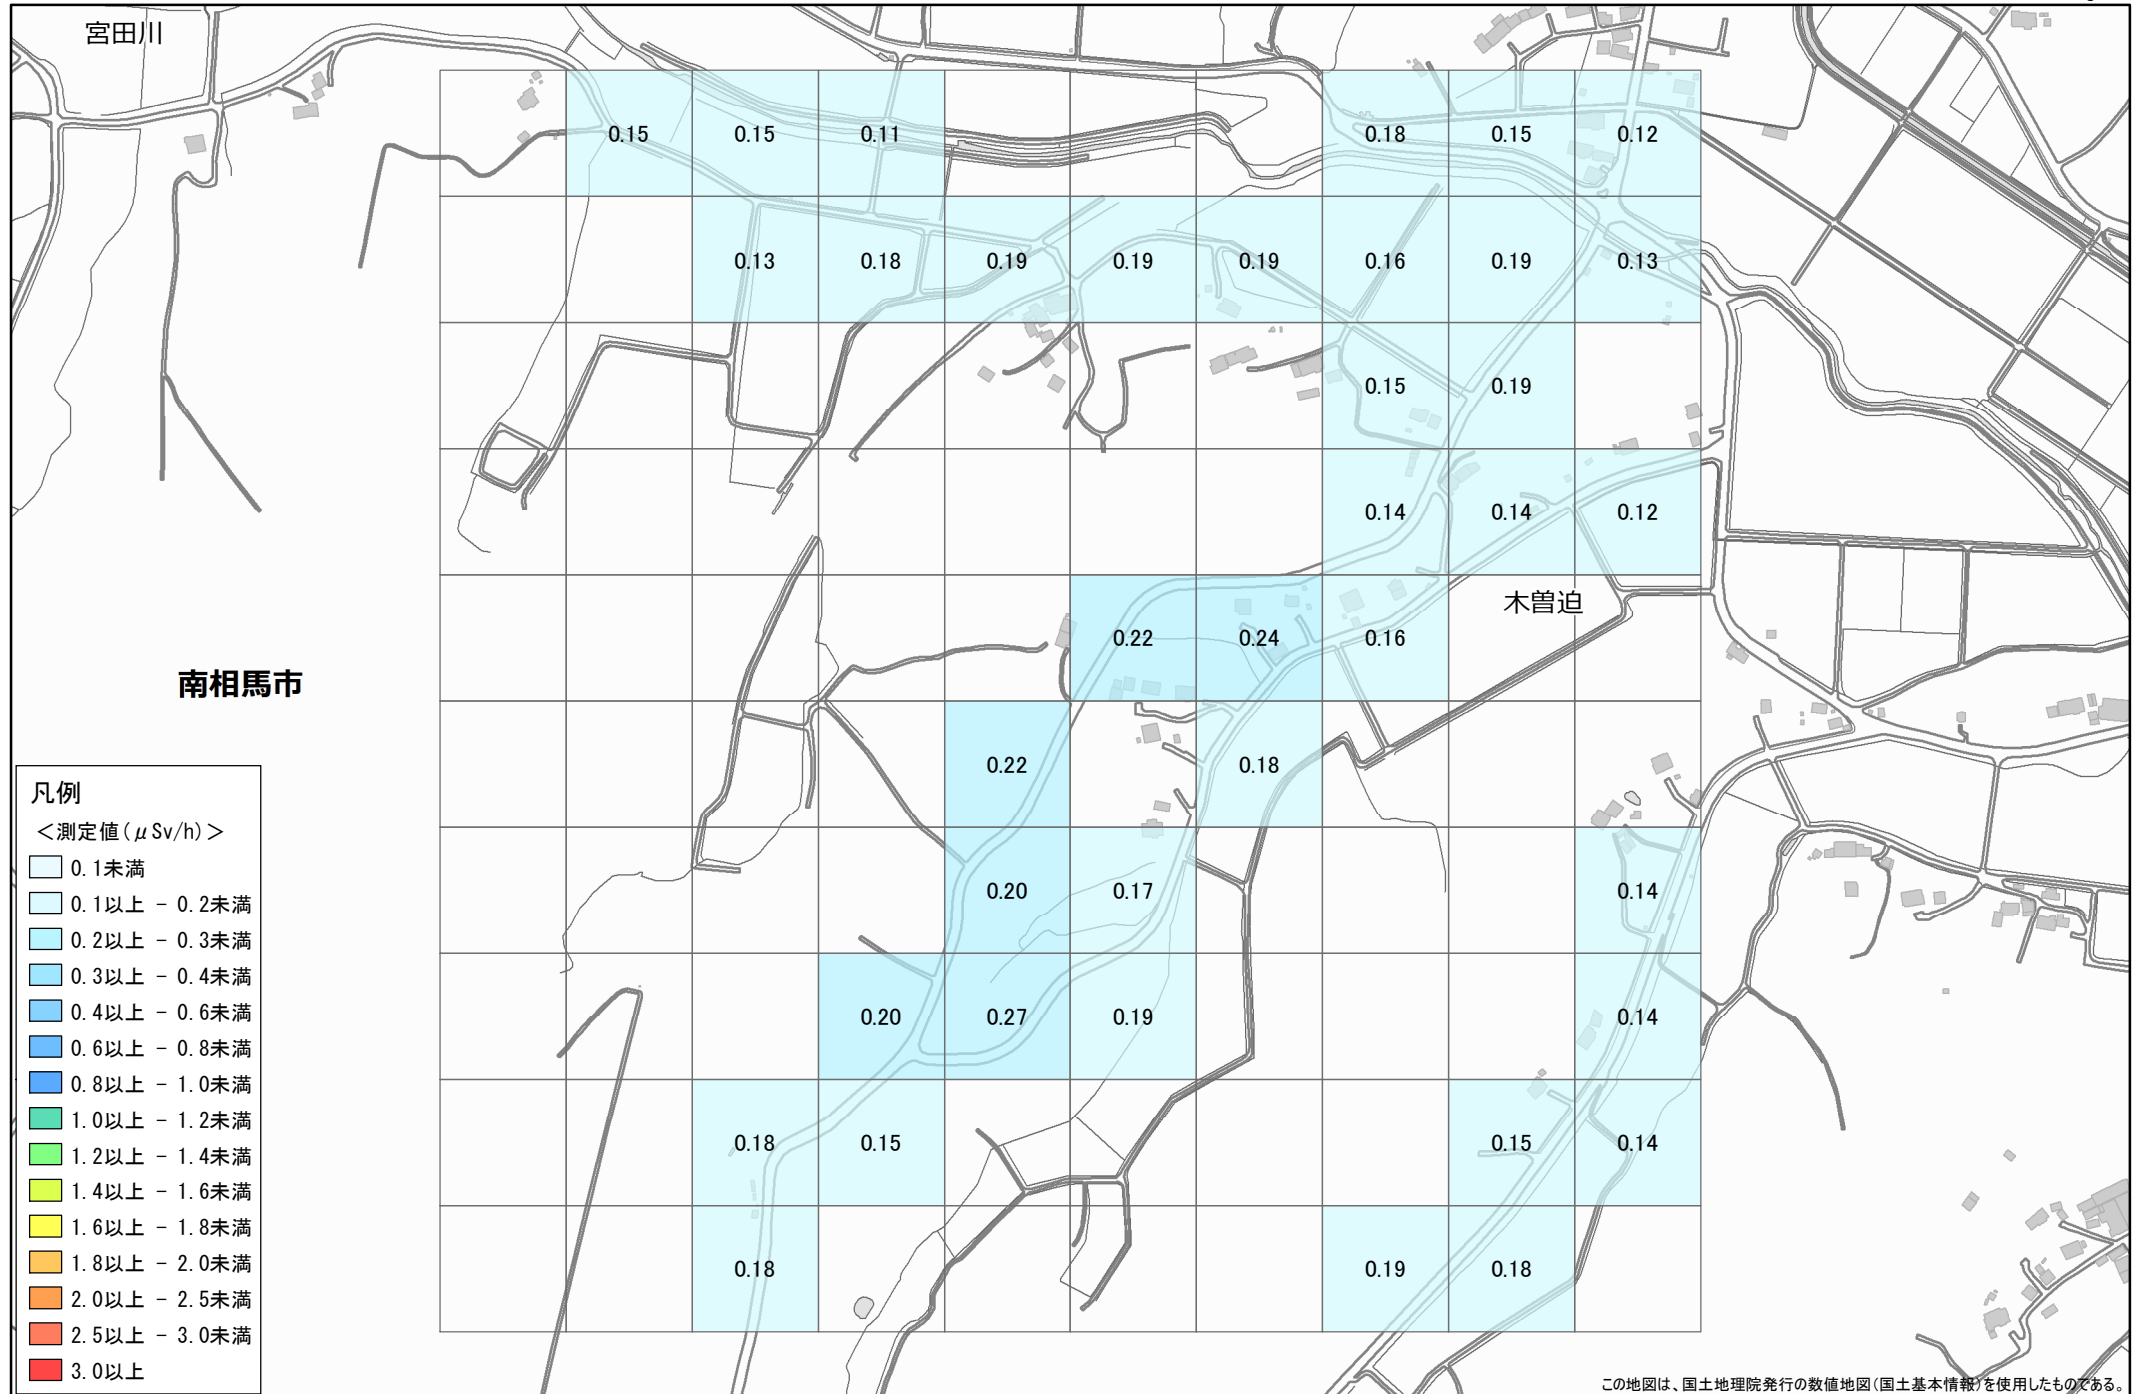 宮田川
0.15 0.15 0.11 0.18 0.15 0.12
0.13 0.18 0.19 0.19 0.19 0.16 0.19 0.13
0.15 0.19
0.14 0.14 0.12
木曽迫
0.22 0.24 0.16
南相馬市
0.22 0.18
0.20 0.17 0.14
0.20 0.27 0.19 0.14
0.18 0.15 0.15 0.14
0.18 0.19 0.18
凡例
＜測定値(μSv/h)＞
0.1未満
0.1以上 － 0.2未満
0.2以上 － 0.3未満
0.3以上 － 0.4未満
0.4以上 － 0.6未満
0.6以上 － 0.8未満
0.8以上 － 1.0未満
1.0以上 － 1.2未満
1.2以上 － 1.4未満
1.4以上 － 1.6未満
1.6以上 － 1.8未満
1.8以上 － 2.0未満
2.0以上 － 2.5未満
2.5以上 － 3.0未満
3.0以上
この地図は、国土地理院発行の数値地図(国土基本情報)を使用したものである。